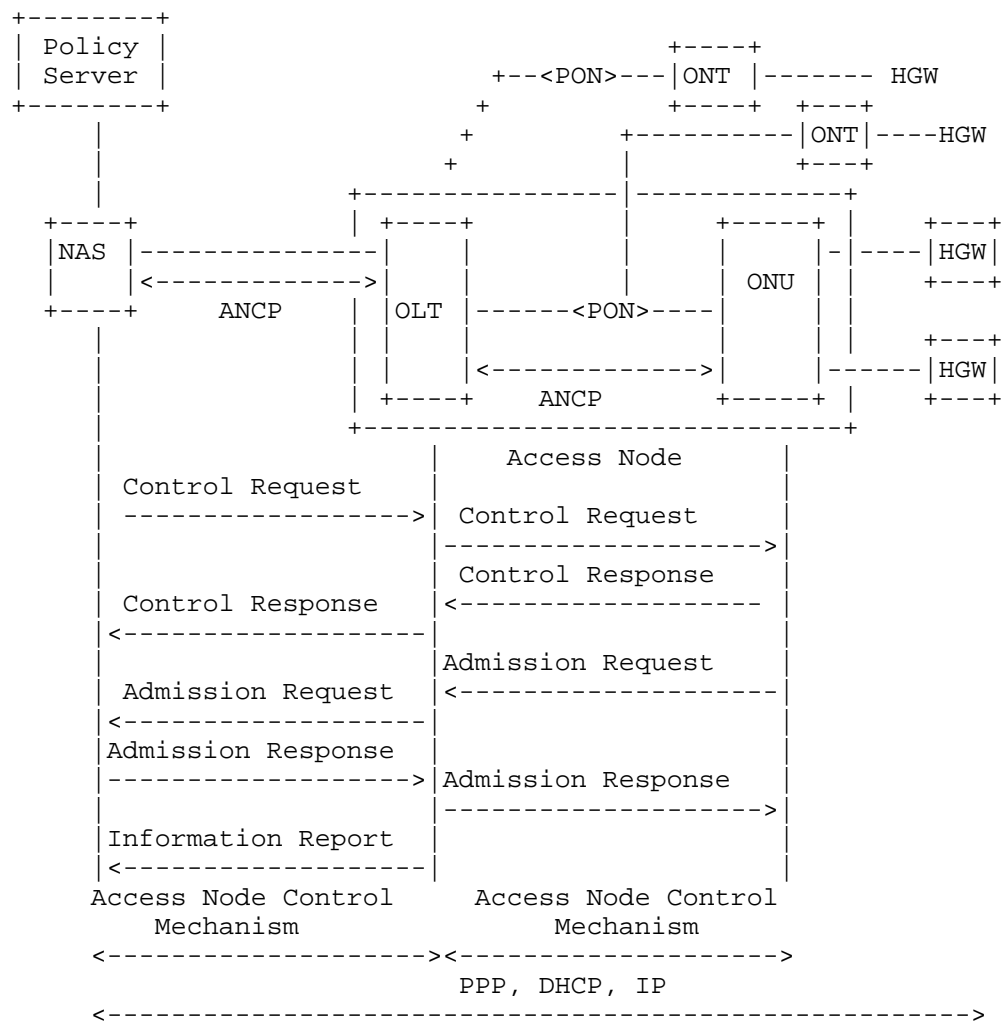 Policy
Server
<PON> ONT HGW
ONT HGW
NAS OLT ONU HGW
ANCP <PON>
HGW
ANCP
Access Node
Control Request
Control Request
Control Response
Control Response
Admission Request
Admission Request
Admission Response
Admission Response
Information Report
Access Node Control Access Node Control
Mechanism Mechanism
PPP, DHCP, IP